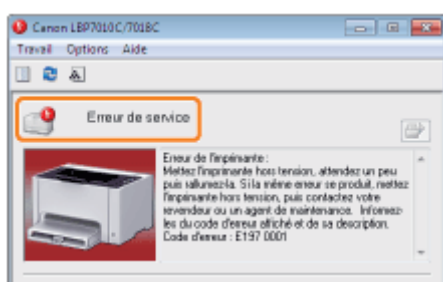 Canon LBP7010C/7018C
Travail Options Aide
Erreur de service
Erreur de l'imprimante :
Mettez l'imprimante hors tension, attendez un peu
puis rallumez-la. Si la même erreur se produit, mettez
l'imprimante hors tension, puis contactez votre
revendeur ou un agent de maintenance. Informez-
les du code d'erreur affiché et de sa description.
Code d'erreur : E197 0001